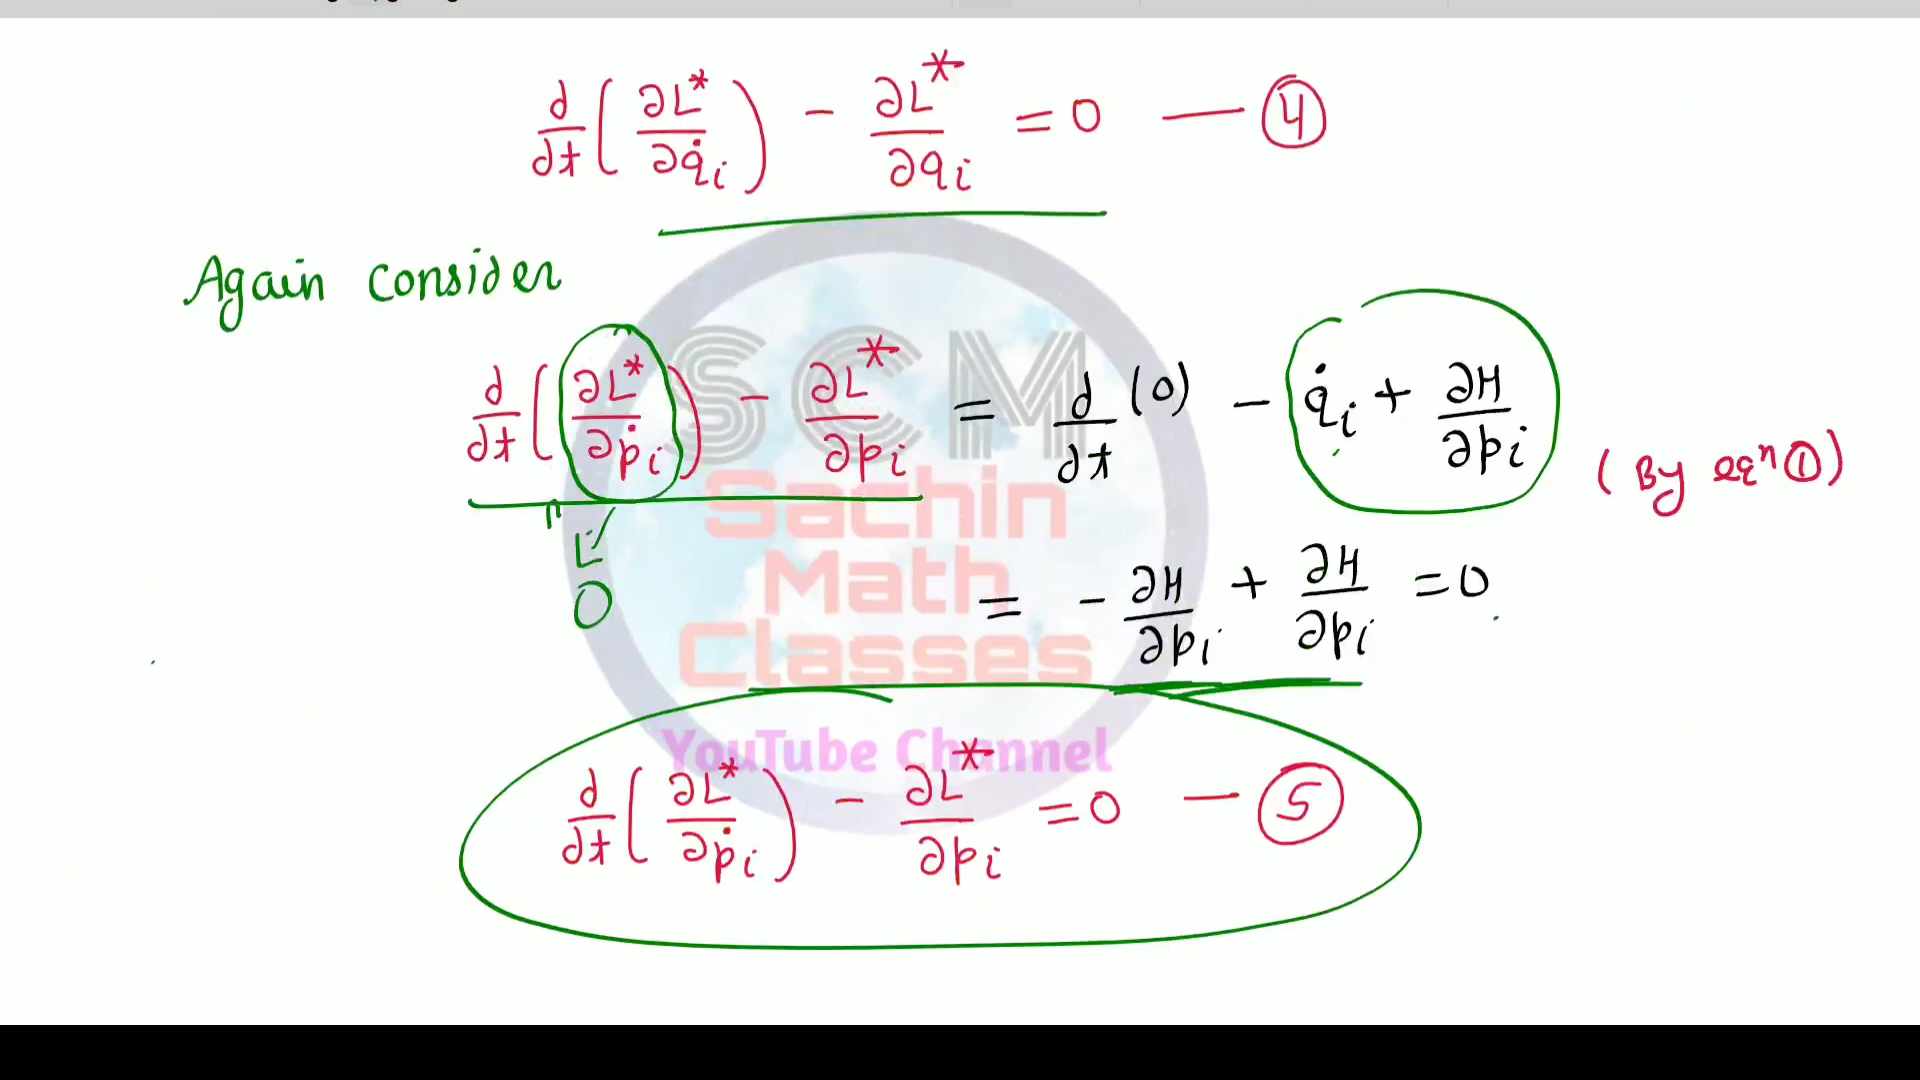 d/dt(∂L*/∂q̇i) - ∂L*/∂qi = 0 — ④
Again consider
d/dt(∂L*/∂ṗi) - ∂L*/∂pi = d/dt(0) - q̇i + ∂H/∂pi
(By eqⁿ ①)
0
= -∂H/∂pi + ∂H/∂pi = 0
d/dt(∂L*/∂ṗi) - ∂L*/∂pi = 0 — ⑤
SCM
Sachin
Math
Classes
YouTube Channel